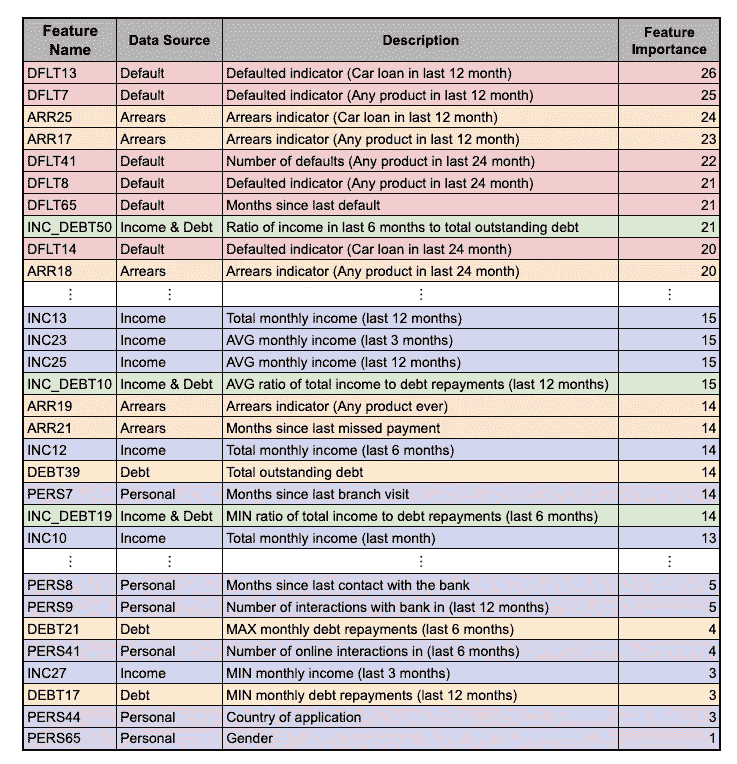 Feature Name Data Source Description Feature Importance
DFLT13 Default Defaulted indicator (Car loan in last 12 month) 26
DFLT7 Default Defaulted indicator (Any product in last 12 month) 25
ARR25 Arrears Arrears indicator (Car loan in last 12 month) 24
ARR17 Arrears Arrears indicator (Any product in last 12 month) 23
DFLT41 Default Number of defaults (Any product in last 24 month) 22
DFLT8 Default Defaulted indicator (Any product in last 24 month) 21
DFLT65 Default Months since last default 21
INC_DEBT50 Income & Debt Ratio of income in last 6 months to total outstanding debt 21
DFLT14 Default Defaulted indicator (Car loan in last 24 month) 20
ARR18 Arrears Arrears indicator (Any product in last 24 month) 20
⋮ ⋮ ⋮ ⋮
INC13 Income Total monthly income (last 12 months) 15
INC23 Income AVG monthly income (last 3 months) 15
INC25 Income AVG monthly income (last 12 months) 15
INC_DEBT10 Income & Debt AVG ratio of total income to debt repayments (last 12 months) 15
ARR19 Arrears Arrears indicator (Any product ever) 14
ARR21 Arrears Months since last missed payment 14
INC12 Income Total monthly income (last 6 months) 14
DEBT39 Debt Total outstanding debt 14
PERS7 Personal Months since last branch visit 14
INC_DEBT19 Income & Debt MIN ratio of total income to debt repayments (last 6 months) 14
INC10 Income Total monthly income (last month) 13
⋮ ⋮ ⋮ ⋮
PERS8 Personal Months since last contact with the bank 5
PERS9 Personal Number of interactions with bank in (last 12 months) 5
DEBT21 Debt MAX monthly debt repayments (last 6 months) 4
PERS41 Personal Number of online interactions in (last 6 months) 4
INC27 Income MIN monthly income (last 3 months) 3
DEBT17 Debt MIN monthly debt repayments (last 12 months) 3
PERS44 Personal Country of application 3
PERS65 Personal Gender 1